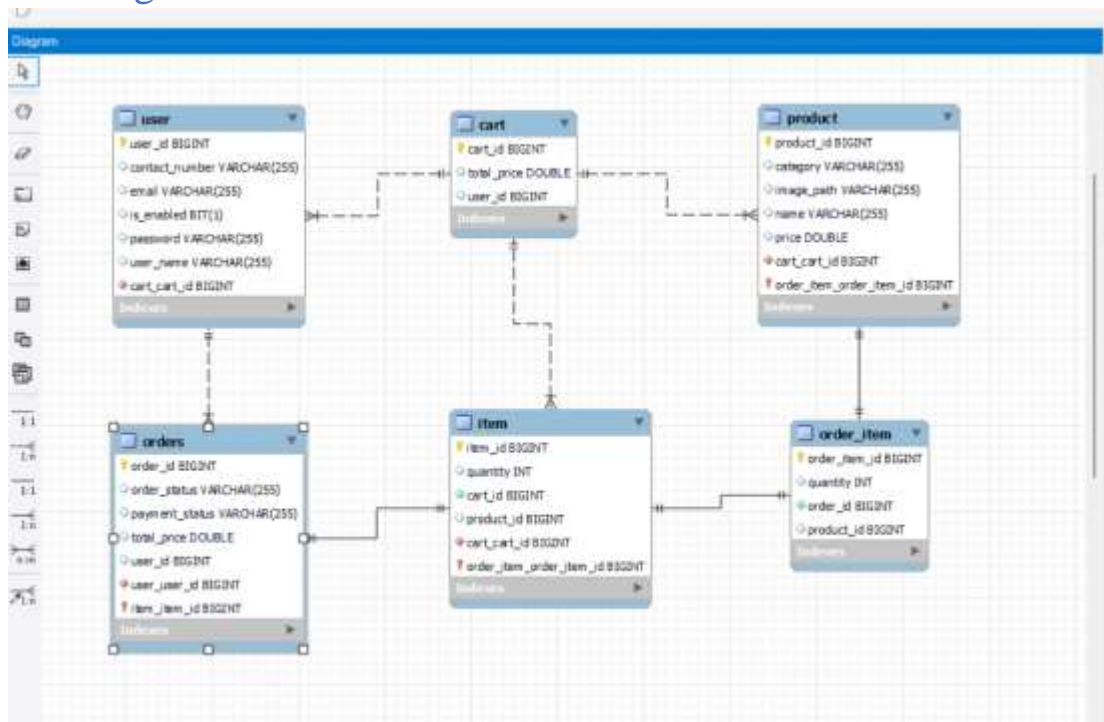 Diagram
user
user_id BIGINT
contact_number VARCHAR(255)
email VARCHAR(255)
is_enabled BIT(1)
password VARCHAR(255)
user_name VARCHAR(255)
cart_cart_id BIGINT
Indexes
cart
cart_id BIGINT
total_price DOUBLE
user_id BIGINT
Indexes
product
product_id BIGINT
category VARCHAR(255)
image_path VARCHAR(255)
name VARCHAR(255)
price DOUBLE
cart_cart_id BIGINT
order_item_order_item_id BIGINT
Indexes
orders
order_id BIGINT
order_status VARCHAR(255)
payment_status VARCHAR(255)
total_price DOUBLE
user_id BIGINT
user_user_id BIGINT
item_item_id BIGINT
Indexes
item
item_id BIGINT
quantity INT
cart_id BIGINT
product_id BIGINT
cart_cart_id BIGINT
order_item_order_item_id BIGINT
Indexes
order_item
order_item_id BIGINT
quantity INT
order_id BIGINT
product_id BIGINT
Indexes
1:1
1:n
1:1
1:n
n:m
1:n